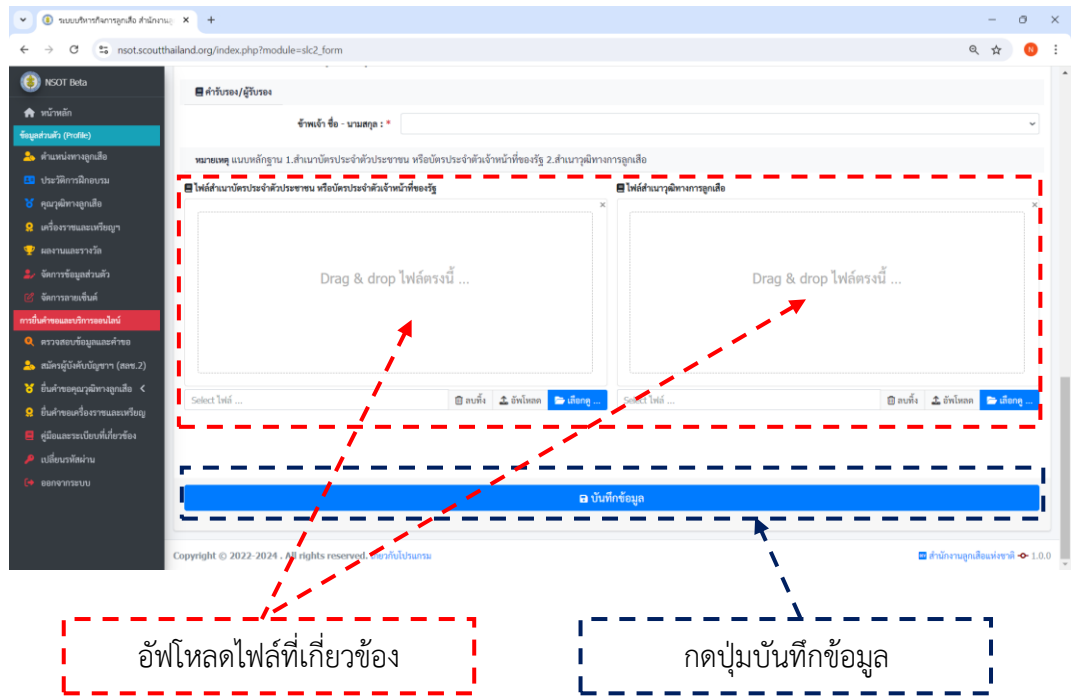 ระบบบริหารกิจการลูกเสือ สำนักงานลู
nsot.scoutthailand.org/index.php?module=slc2_form
N
NSOT Beta
หน้าหลัก
ข้อมูลส่วนตัว (Profile)
ตำแหน่งทางลูกเสือ
ประวัติการฝึกอบรม
คุณวุฒิทางลูกเสือ
เครื่องราชและเหรียญฯ
ผลงานและรางวัล
จัดการข้อมูลส่วนตัว
จัดการลายเซ็นต์
การยื่นคำขอและบริการออนไลน์
ตรวจสอบข้อมูลและคำขอ
สมัครผู้บังคับบัญชาฯ (สลช.2)
ยื่นคำขอคุณวุฒิทางลูกเสือ
ยื่นคำขอเครื่องราชและเหรียญ
คู่มือและระเบียบที่เกี่ยวข้อง
เปลี่ยนรหัสผ่าน
ออกจากระบบ
คำรับรอง/ผู้รับรอง
ข้าพเจ้า ชื่อ - นามสกุล : *
หมายเหตุ แนบหลักฐาน 1.สำเนาบัตรประจำตัวประชาชน หรือบัตรประจำตัวเจ้าหน้าที่ของรัฐ 2.สำเนาวุฒิทางการลูกเสือ
ไฟล์สำเนาบัตรประจำตัวประชาชน หรือบัตรประจำตัวเจ้าหน้าที่ของรัฐ
Drag & drop ไฟล์ตรงนี้ ...
Select ไฟล์ ... ลบทิ้ง อัพโหลด เลือกดู ...
ไฟล์สำเนาวุฒิทางการลูกเสือ
Drag & drop ไฟล์ตรงนี้ ...
Select ไฟล์ ... ลบทิ้ง อัพโหลด เลือกดู ...
บันทึกข้อมูล
Copyright © 2022-2024 . All rights reserved. เกี่ยวกับโปรแกรม
สำนักงานลูกเสือแห่งชาติ 1.0.0
อัฟโหลดไฟล์ที่เกี่ยวข้อง
กดปุ่มบันทึกข้อมูล